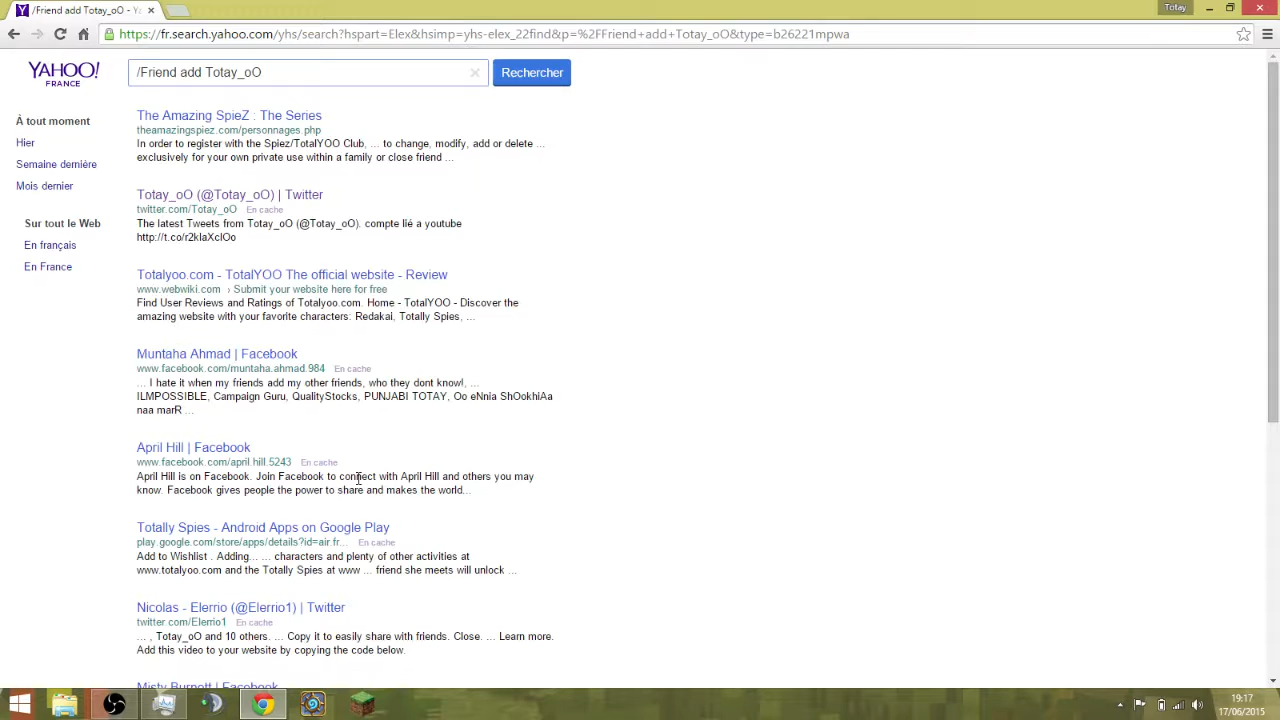 /Friend add Totay_oO - Yo
Totay
https://fr.search.yahoo.com/yhs/search?hspart=Elex&hsimp=yhs-elex_22find&p=%2FFriend+add+Totay_oO&type=b26221mpwa
YAHOO!
FRANCE
/Friend add Totay_oO
Rechercher
À tout moment
Hier
Semaine dernière
Mois dernier
Sur tout le Web
En français
En France
The Amazing SpieZ : The Series
theamazingspiez.com/personnages.php
In order to register with the Spiez/TotalYOO Club, ... to change, modify, add or delete ...
exclusively for your own private use within a family or close friend ...
Totay_oO (@Totay_oO) | Twitter
twitter.com/Totay_oO En cache
The latest Tweets from Totay_oO (@Totay_oO). compte lié a youtube
http://t.co/r2klaXclOo
Totalyoo.com - TotalYOO The official website - Review
www.webwiki.com › Submit your website here for free
Find User Reviews and Ratings of Totalyoo.com. Home - TotalYOO - Discover the
amazing website with your favorite characters: Redakai, Totally Spies, ...
Muntaha Ahmad | Facebook
www.facebook.com/muntaha.ahmad.984 En cache
... I hate it when my friends add my other friends, who they dont knowl, ...
ILMPOSSIBLE, Campaign Guru, QualityStocks, PUNJABI TOTAY, Oo eNnia ShOokhiAa
naa marR ...
April Hill | Facebook
www.facebook.com/april.hill.5243 En cache
April Hill is on Facebook. Join Facebook to connect with April Hill and others you may
know. Facebook gives people the power to share and makes the world...
Totally Spies - Android Apps on Google Play
play.google.com/store/apps/details?id=air.fr... En cache
Add to Wishlist . Adding... ... characters and plenty of other activities at
www.totalyoo.com and the Totally Spies at www ... friend she meets will unlock ...
Nicolas - Elerrio (@Elerrio1) | Twitter
twitter.com/Elerrio1 En cache
... , Totay_oO and 10 others. ... Copy it to easily share with friends. Close. ... Learn more.
Add this video to your website by copying the code below.
Misty Burnett | Facebook
19:17
17/06/2015